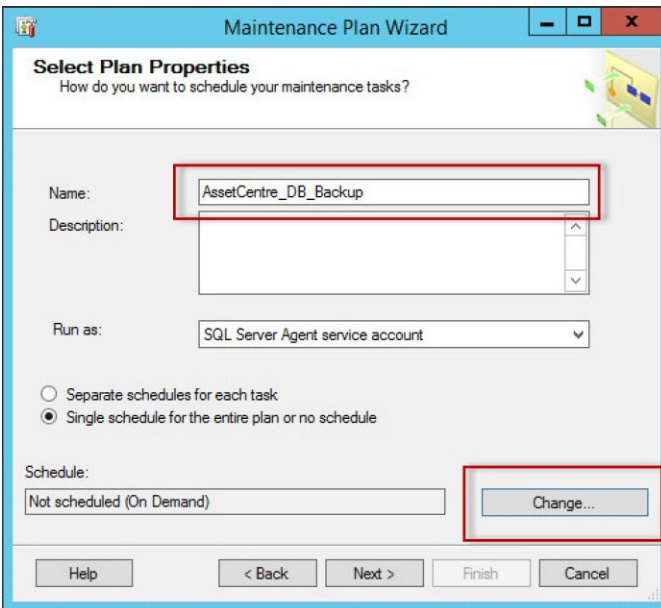 Maintenance Plan Wizard
Select Plan Properties
How do you want to schedule your maintenance tasks?
Name:
AssetCentre_DB_Backup
Description:
Run as:
SQL Server Agent service account
Separate schedules for each task
Single schedule for the entire plan or no schedule
Schedule:
Not scheduled (On Demand)
Change...
Help
< Back
Next >
Finish
Cancel